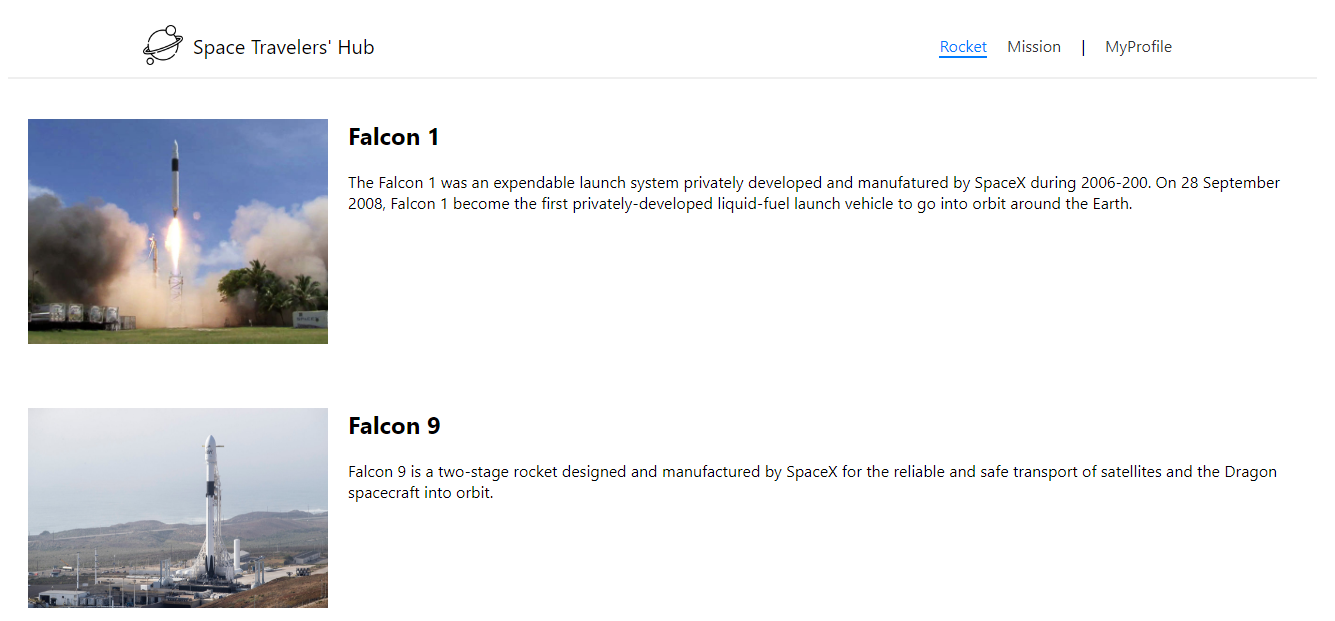 Space Travelers' Hub
Rocket Mission | MyProfile
Falcon 1
The Falcon 1 was an expendable launch system privately developed and manufatured by SpaceX during 2006-200. On 28 September
2008, Falcon 1 become the first privately-developed liquid-fuel launch vehicle to go into orbit around the Earth.
Falcon 9
Falcon 9 is a two-stage rocket designed and manufactured by SpaceX for the reliable and safe transport of satellites and the Dragon
spacecraft into orbit.